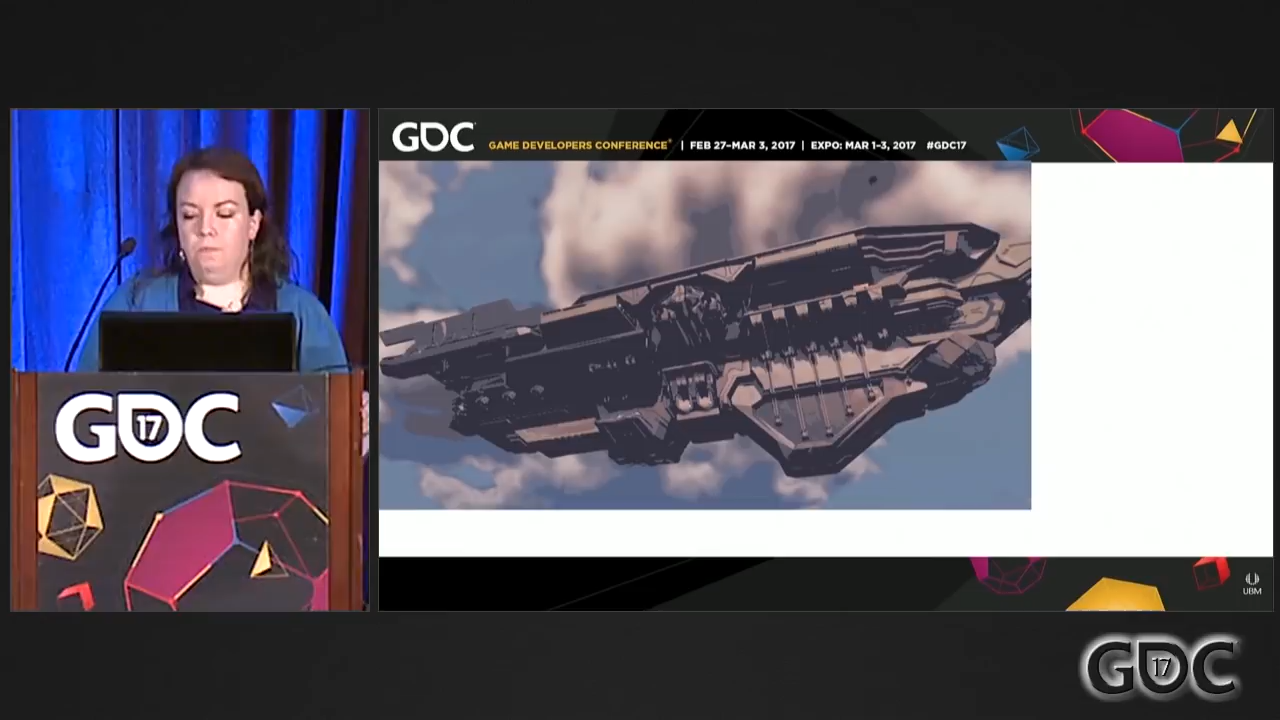 GDC
GAME DEVELOPERS CONFERENCE® | FEB 27–MAR 3, 2017 | EXPO: MAR 1-3, 2017 #GDC17
GDC
17
UBM
GDC
17